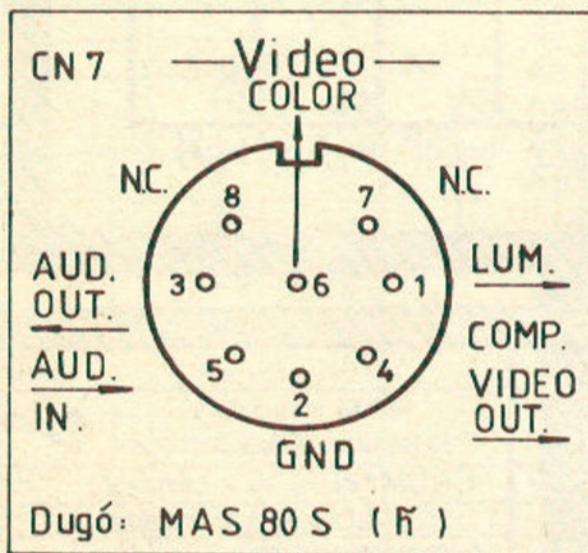 CN 7
Video
COLOR
N.C.
N.C.
8
7
AUD.
OUT.
3
6
1
LUM.
AUD.
IN.
5
4
COMP.
VIDEO
OUT.
2
GND
Dugó: MAS 80 S